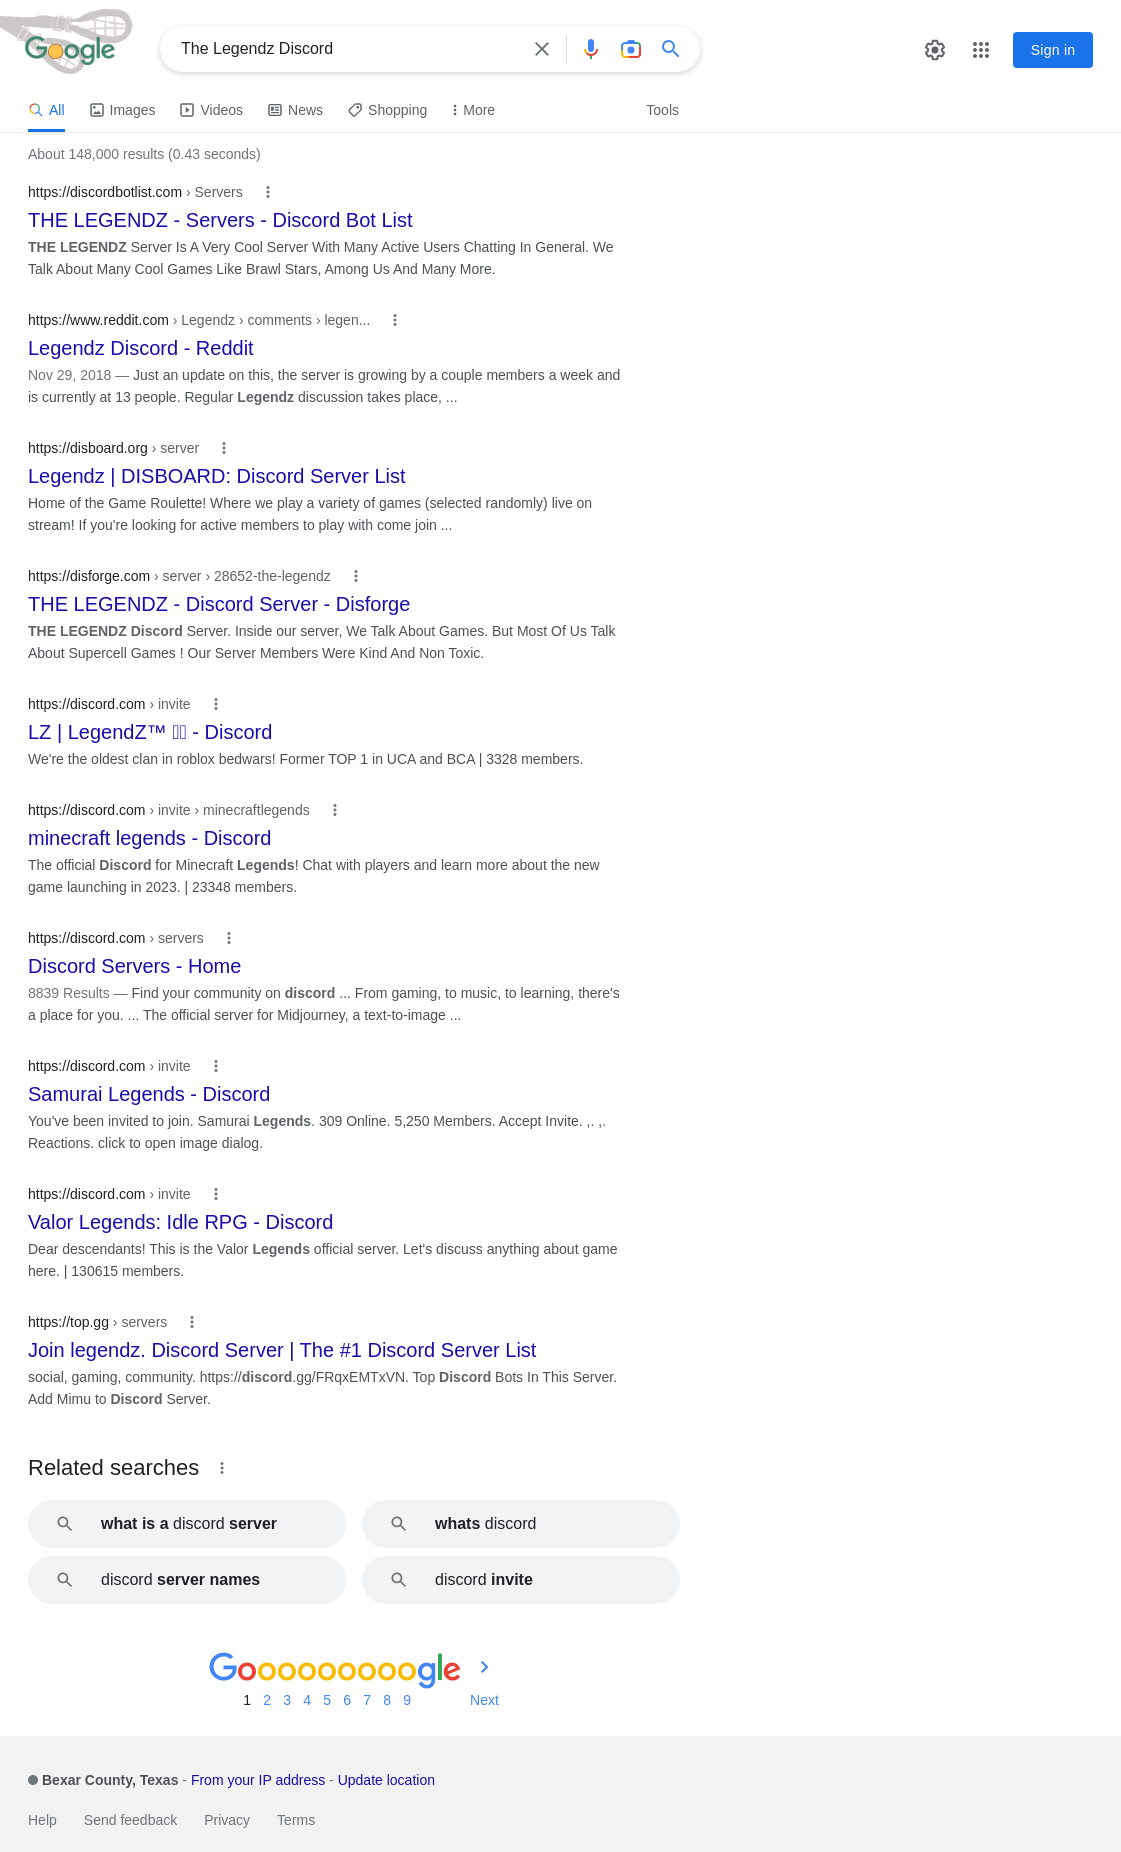 Google
The Legendz Discord
Sign in
All Images Videos News Shopping More Tools
About 148,000 results (0.43 seconds)
https://discordbotlist.com › Servers
THE LEGENDZ - Servers - Discord Bot List
THE LEGENDZ Server Is A Very Cool Server With Many Active Users Chatting In General. We
Talk About Many Cool Games Like Brawl Stars, Among Us And Many More.
https://www.reddit.com › Legendz › comments › legen...
Legendz Discord - Reddit
Nov 29, 2018 — Just an update on this, the server is growing by a couple members a week and
is currently at 13 people. Regular Legendz discussion takes place, ...
https://disboard.org › server
Legendz | DISBOARD: Discord Server List
Home of the Game Roulette! Where we play a variety of games (selected randomly) live on
stream! If you're looking for active members to play with come join ...
https://disforge.com › server › 28652-the-legendz
THE LEGENDZ - Discord Server - Disforge
THE LEGENDZ Discord Server. Inside our server, We Talk About Games. But Most Of Us Talk
About Supercell Games ! Our Server Members Were Kind And Non Toxic.
https://discord.com › invite
LZ | LegendZ™ - Discord
We're the oldest clan in roblox bedwars! Former TOP 1 in UCA and BCA | 3328 members.
https://discord.com › invite › minecraftlegends
minecraft legends - Discord
The official Discord for Minecraft Legends! Chat with players and learn more about the new
game launching in 2023. | 23348 members.
https://discord.com › servers
Discord Servers - Home
8839 Results — Find your community on discord ... From gaming, to music, to learning, there's
a place for you. ... The official server for Midjourney, a text-to-image ...
https://discord.com › invite
Samurai Legends - Discord
You've been invited to join. Samurai Legends. 309 Online. 5,250 Members. Accept Invite. ,. ,.
Reactions. click to open image dialog.
https://discord.com › invite
Valor Legends: Idle RPG - Discord
Dear descendants! This is the Valor Legends official server. Let's discuss anything about game
here. | 130615 members.
https://top.gg › servers
Join legendz. Discord Server | The #1 Discord Server List
social, gaming, community. https://discord.gg/FRqxEMTxVN. Top Discord Bots In This Server.
Add Mimu to Discord Server.
Related searches
what is a discord server
whats discord
discord server names
discord invite
Gooooooooogle
1 2 3 4 5 6 7 8 9 Next
Bexar County, Texas - From your IP address - Update location
Help Send feedback Privacy Terms